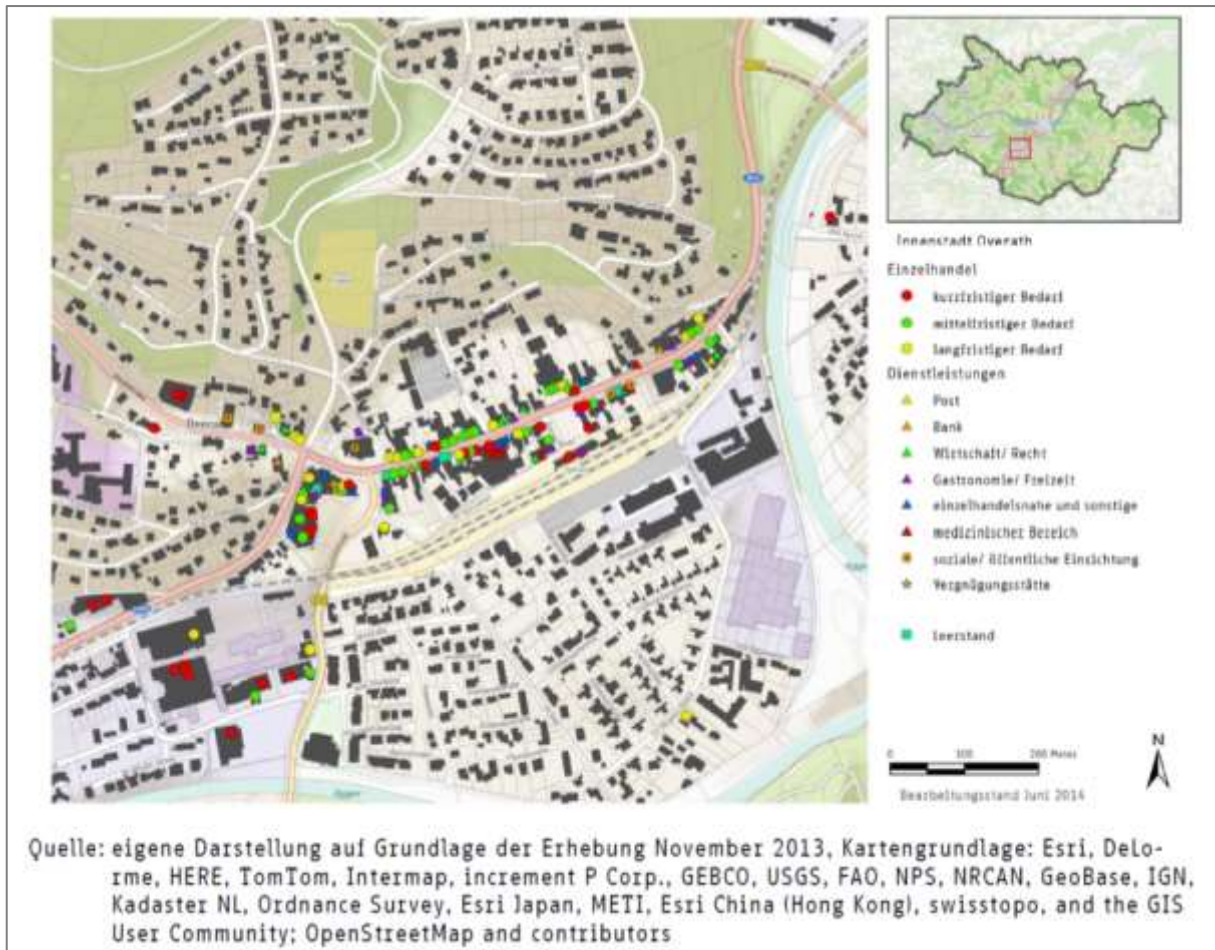 Innenstadt Overath
Einzelhandel
kurzfristiger Bedarf
mittelfristiger Bedarf
langfristiger Bedarf
Dienstleistungen
Post
Bank
Wirtschaft/ Recht
Gastronomie/ Freizeit
einzelhandelsnahe und sonstige
medizinischer Bereich
soziale/ öffentliche Einrichtung
Vergnügungsstätte
Leerstand
0 100 200 Meter
N
Bearbeitungsstand Juni 2014
Quelle: eigene Darstellung auf Grundlage der Erhebung November 2013, Kartengrundlage: Esri, DeLo-
rme, HERE, TomTom, Intermap, increment P Corp., GEBCO, USGS, FAO, NPS, NRCAN, GeoBase, IGN,
Kadaster NL, Ordnance Survey, Esri Japan, METI, Esri China (Hong Kong), swisstopo, and the GIS
User Community; OpenStreetMap and contributors